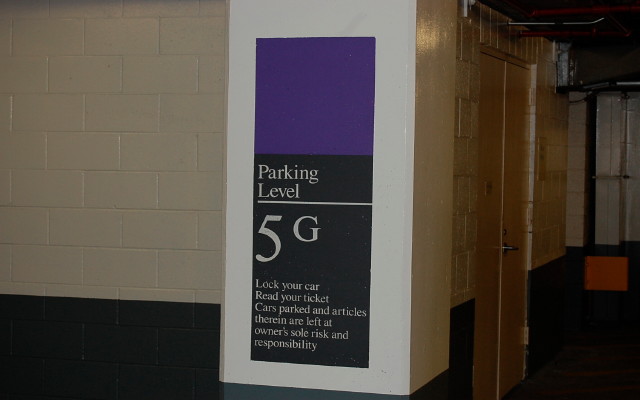 Parking
Level
5 G
Lock your car
Read your ticket
Cars parked and articles
therein are left at
owner's sole risk and
responsibility